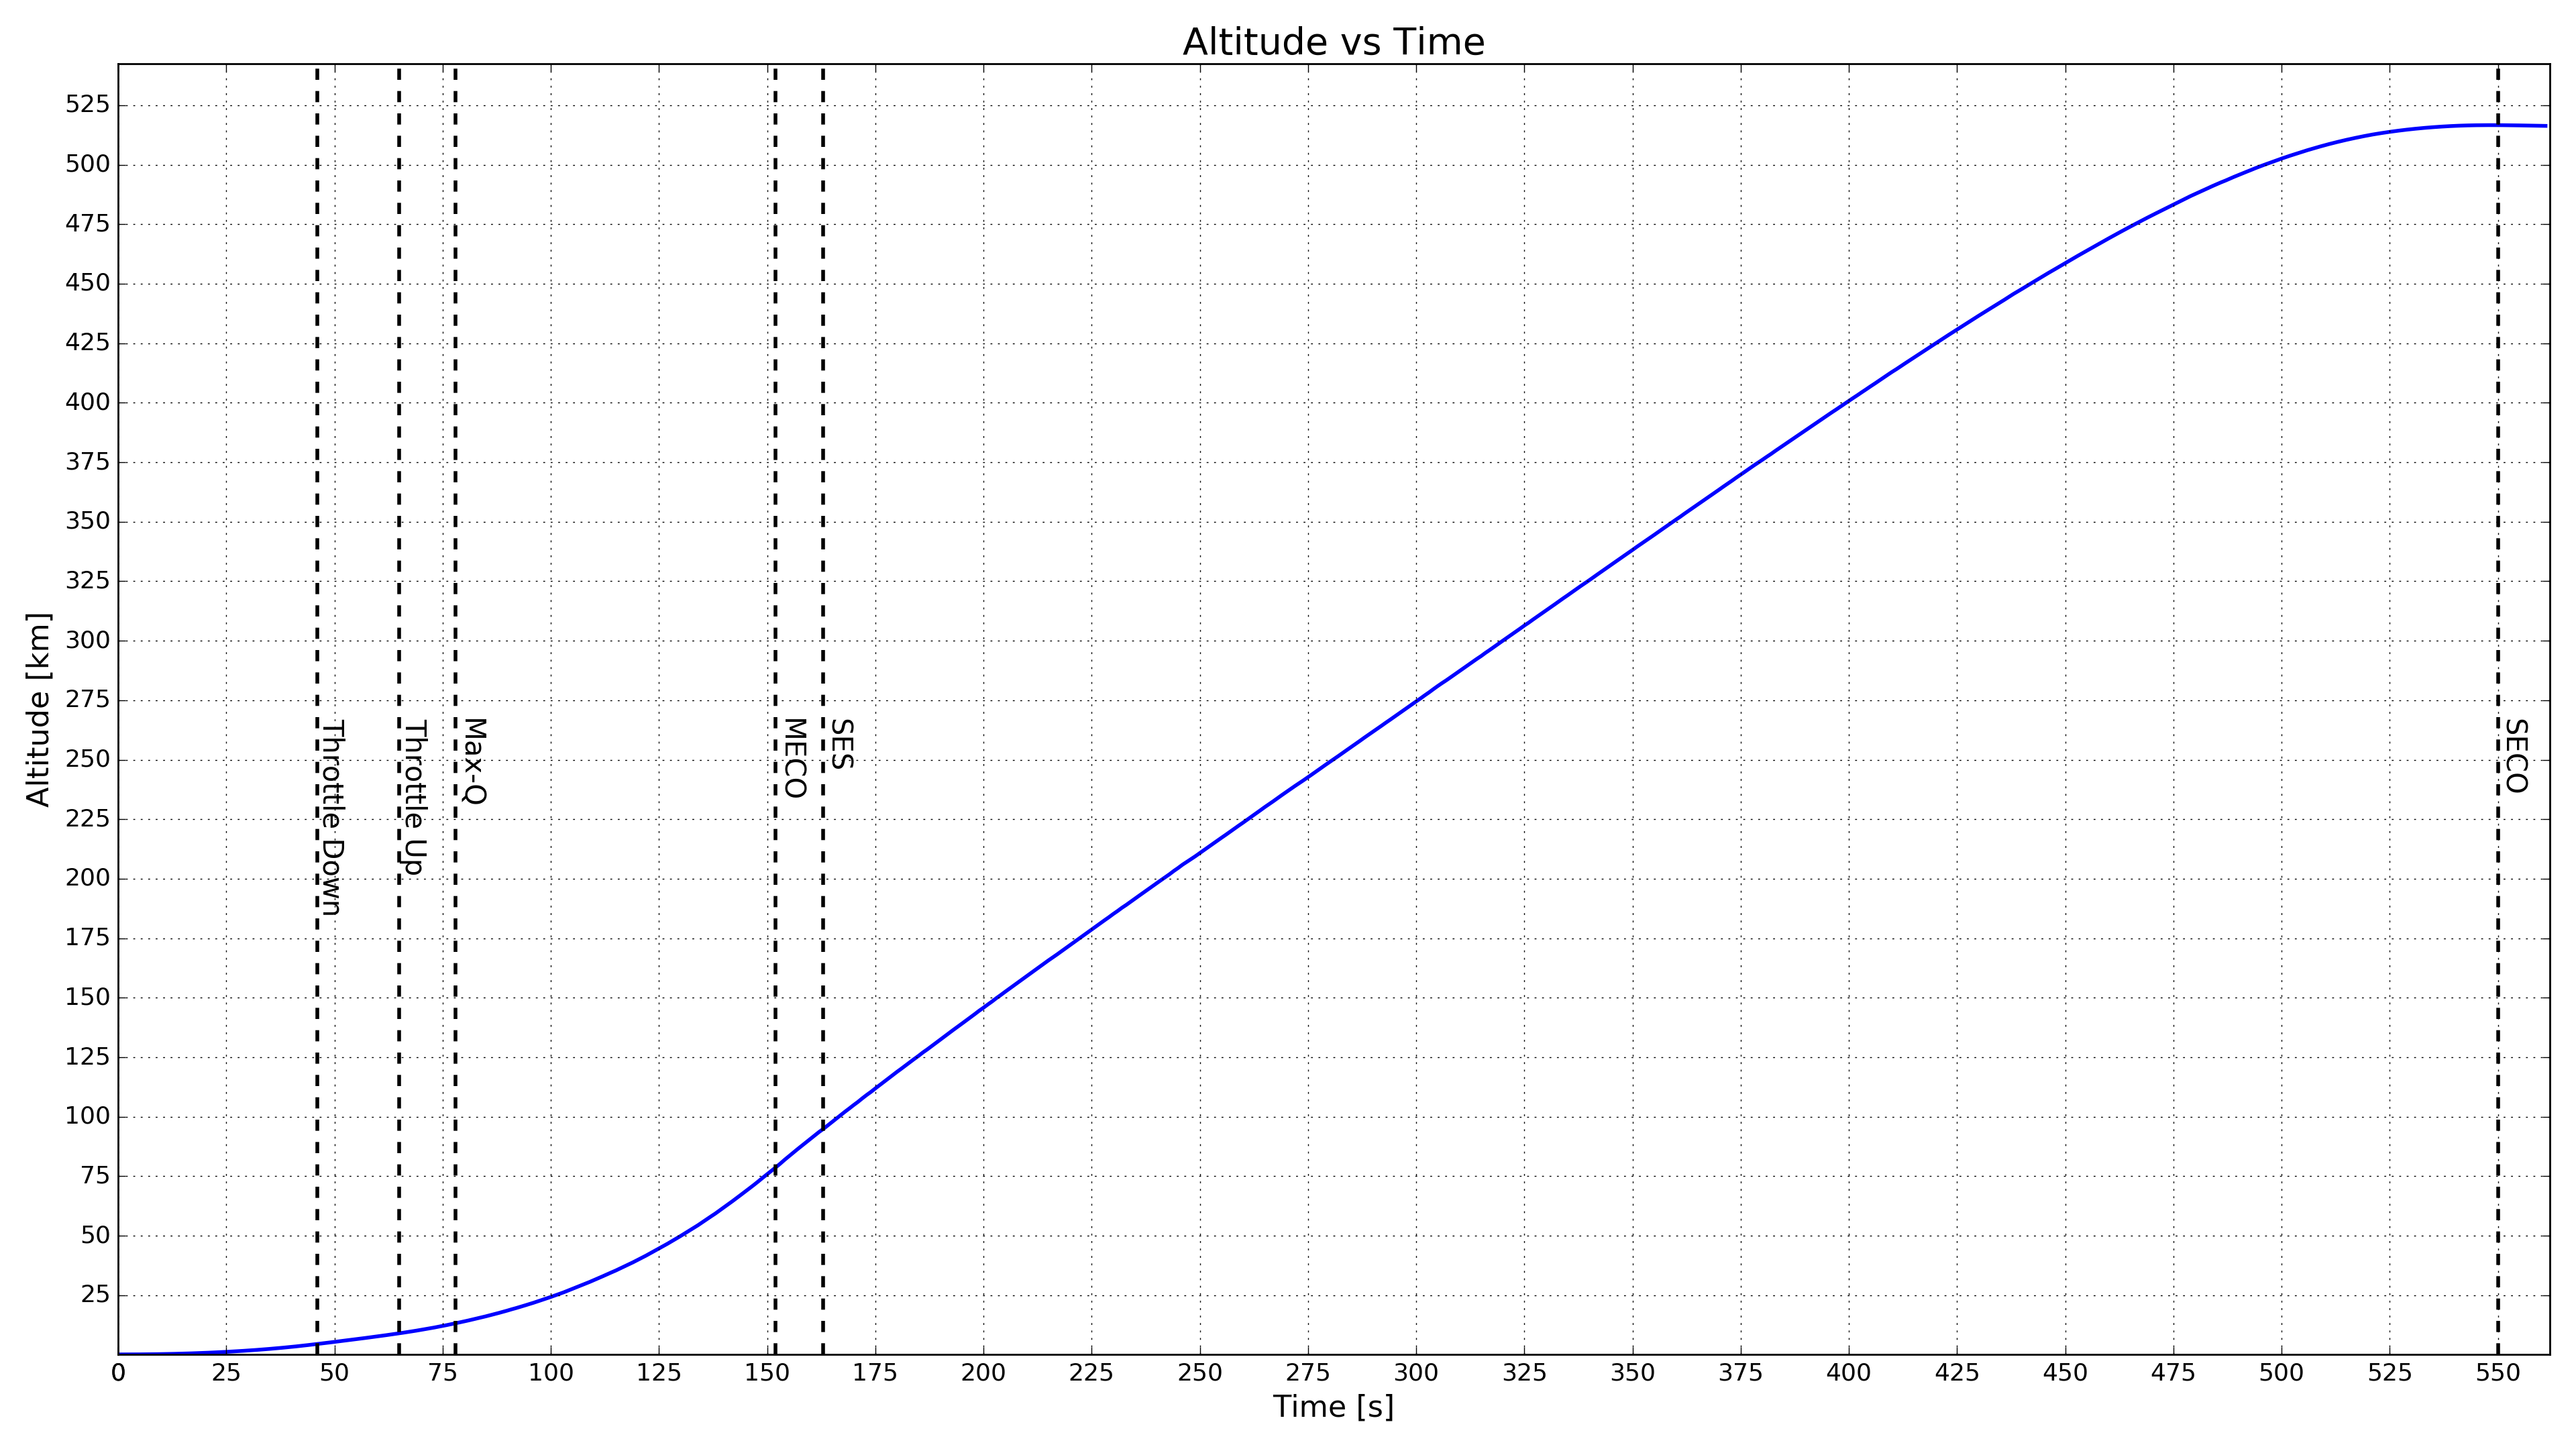 Altitude vs Time
Altitude [km]
525
500
475
450
425
400
375
350
325
300
275
250
225
200
175
150
125
100
75
50
25
Throttle Down
Throttle Up
Max-Q
MECO
SES
SECO
0 25 50 75 100 125 150 175 200 225 250 275 300 325 350 375 400 425 450 475 500 525 550
Time [s]